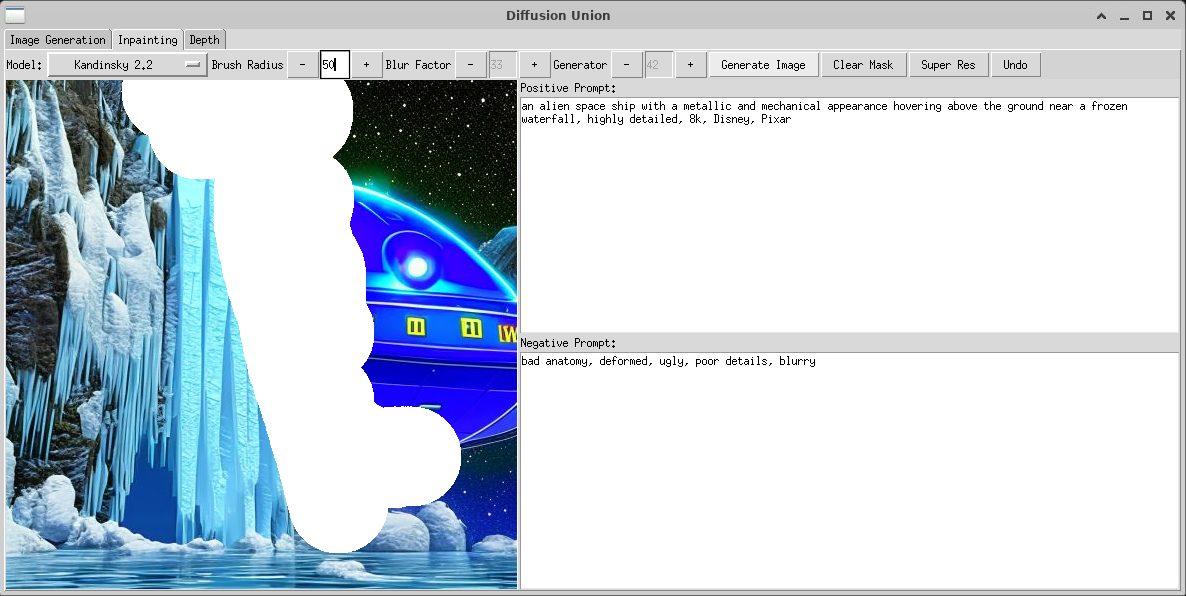 Diffusion Union
Image Generation Inpainting Depth
Model: Kandinsky 2.2 Brush Radius - 50 + Blur Factor - 33 + Generator - 42 + Generate Image Clear Mask Super Res Undo
Positive Prompt:
an alien space ship with a metallic and mechanical appearance hovering above the ground near a frozen
waterfall, highly detailed, 8k, Disney, Pixar
Negative Prompt:
bad anatomy, deformed, ugly, poor details, blurry